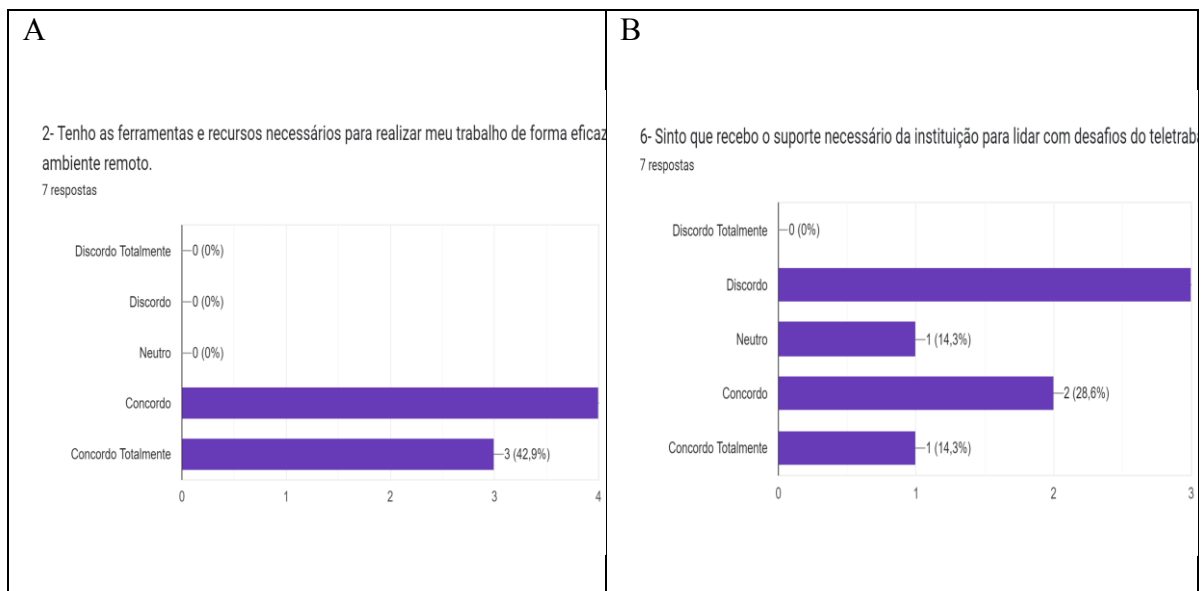 A
2- Tenho as ferramentas e recursos necessários para realizar meu trabalho de forma eficaz
ambiente remoto.
7 respostas
Discordo Totalmente
0 (0%)
Discordo
0 (0%)
Neutro
0 (0%)
Concordo
Concordo Totalmente
3 (42,9%)
0 1 2 3 4
B
6- Sinto que recebo o suporte necessário da instituição para lidar com desafios do teletraba
7 respostas
Discordo Totalmente
0 (0%)
Discordo
Neutro
1 (14,3%)
Concordo
2 (28,6%)
Concordo Totalmente
1 (14,3%)
0 1 2 3